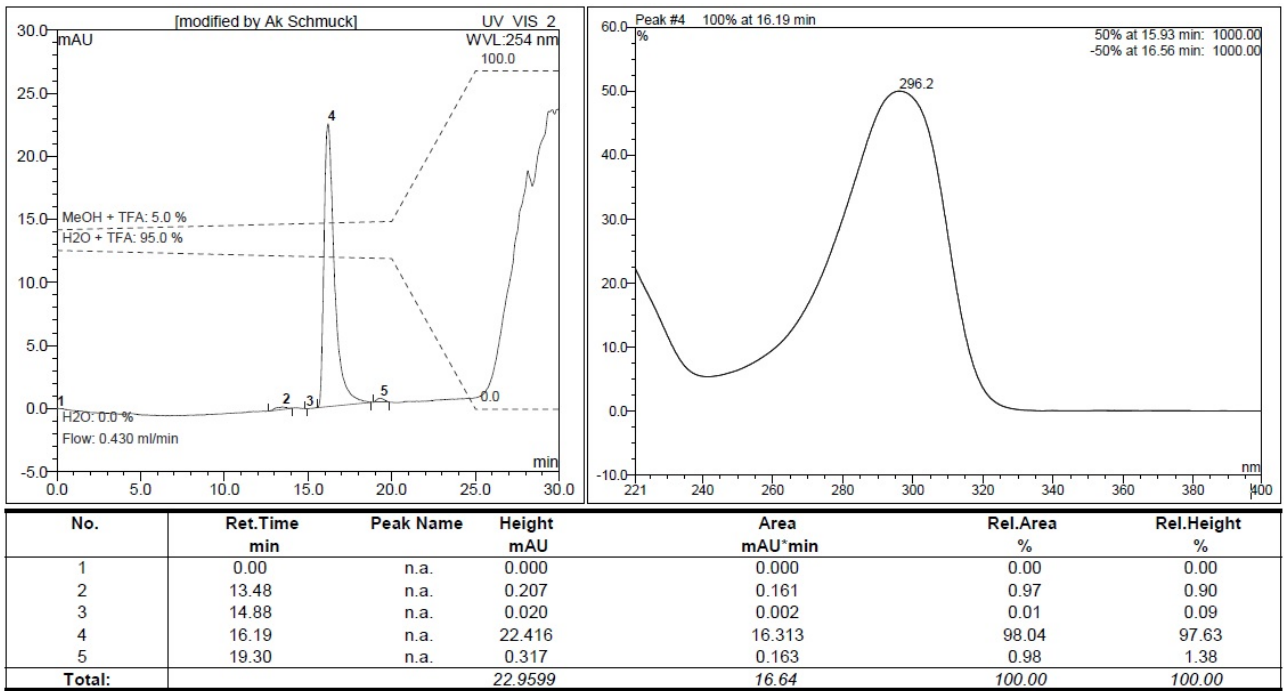 [modified by Ak Schmuck]
UV_VIS_2
mAU
WVL:254 nm
30.0
25.0
20.0
15.0
10.0
5.0
0.0
-5.0
100.0
4
MeOH + TFA: 5.0 %
H2O + TFA: 95.0 %
1
2
3
5
0.0
H2O: 0.0 %
Flow: 0.430 ml/min
min
0.0 5.0 10.0 15.0 20.0 25.0 30.0
Peak #4 100% at 16.19 min
%
50% at 15.93 min: 1000.00
-50% at 16.56 min: 1000.00
60.0
50.0
40.0
30.0
20.0
10.0
0.0
-10.0
296.2
nm
221 240 260 280 300 320 340 360 380 400
No. Ret.Time Peak Name Height Area Rel.Area Rel.Height
min mAU mAU*min % %
1 0.00 n.a. 0.000 0.000 0.00 0.00
2 13.48 n.a. 0.207 0.161 0.97 0.90
3 14.88 n.a. 0.020 0.002 0.01 0.09
4 16.19 n.a. 22.416 16.313 98.04 97.63
5 19.30 n.a. 0.317 0.163 0.98 1.38
Total: 22.9599 16.64 100.00 100.00